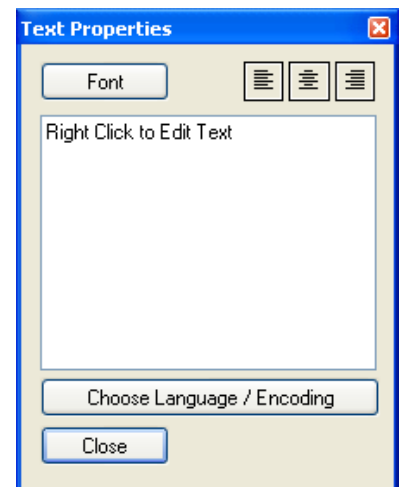 Text Properties
Font
Right Click to Edit Text
Choose Language / Encoding
Close